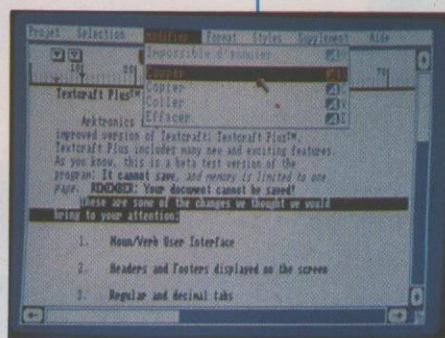 Projet Selection Modifier Format Styles Supplement Aide
Impossible d'annuler
Couper
Copier
Coller
Effacer
Textcraft Plus™
Arktronics
improved version of Textcraft: Textcraft Plus™.
Textcraft Plus includes many new and exciting features.
As you know, this is a beta test version of the
program: It cannot save, and memory is limited to one
page. REMEMBER: Your document cannot be saved!
These are some of the changes we thought we would
bring to your attention:
1. Noun/Verb User Interface
2. Headers and Footers displayed on the screen
3. Regular and decimal tabs